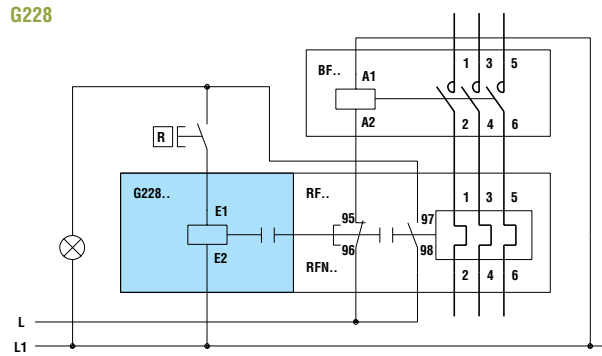 G228
1 3 5
BF.. A1
A2
2 4 6
R
G228.. RF.. 1 3 5
E1 95 97
E2 96 98
RFN.. 2 4 6
L
L1